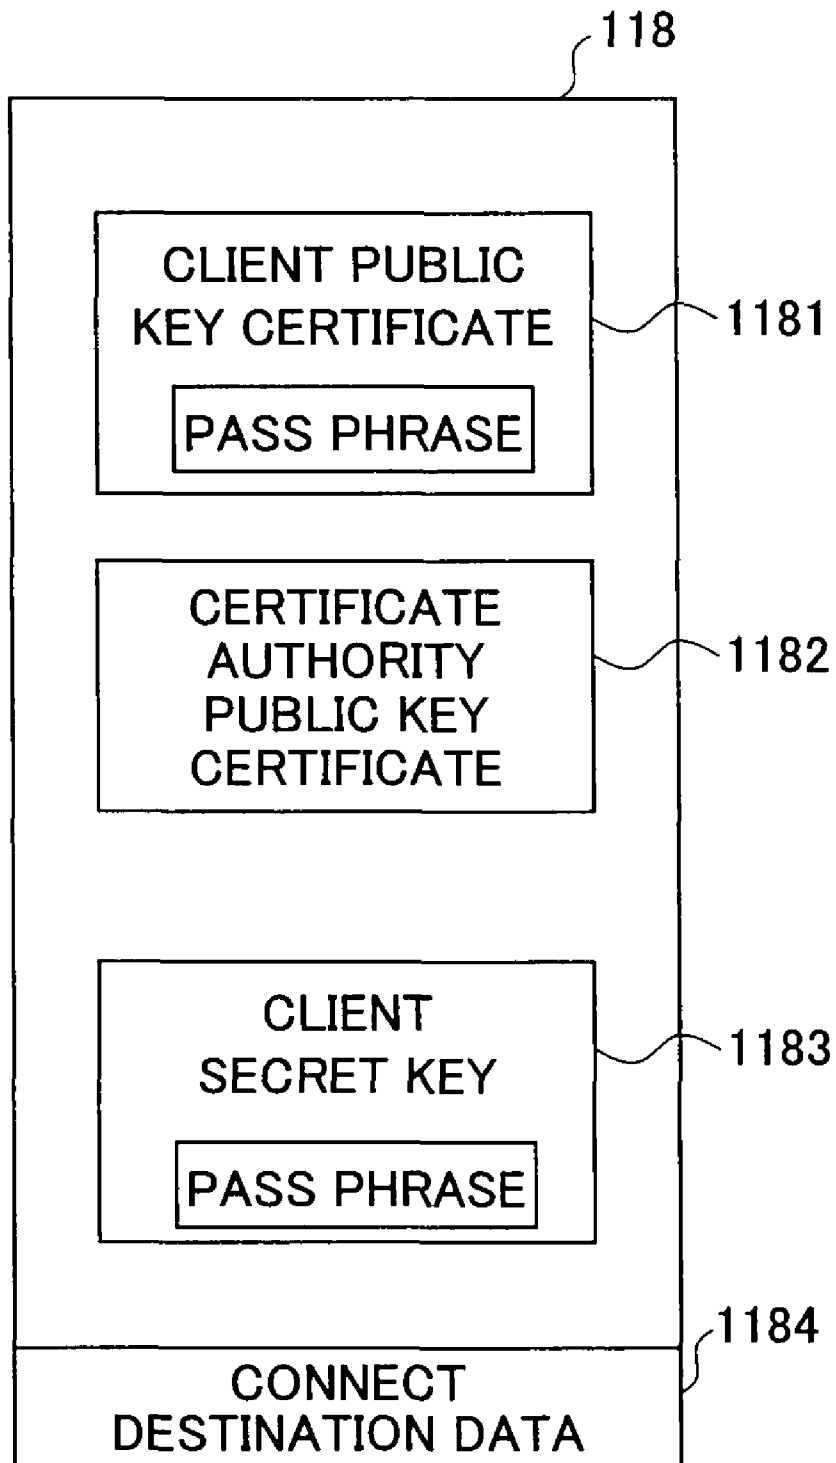 118
CLIENT PUBLIC
KEY CERTIFICATE
1181
PASS PHRASE
CERTIFICATE
AUTHORITY
1182
PUBLIC KEY
CERTIFICATE
CLIENT
SECRET KEY
1183
PASS PHRASE
1184
CONNECT
DESTINATION DATA